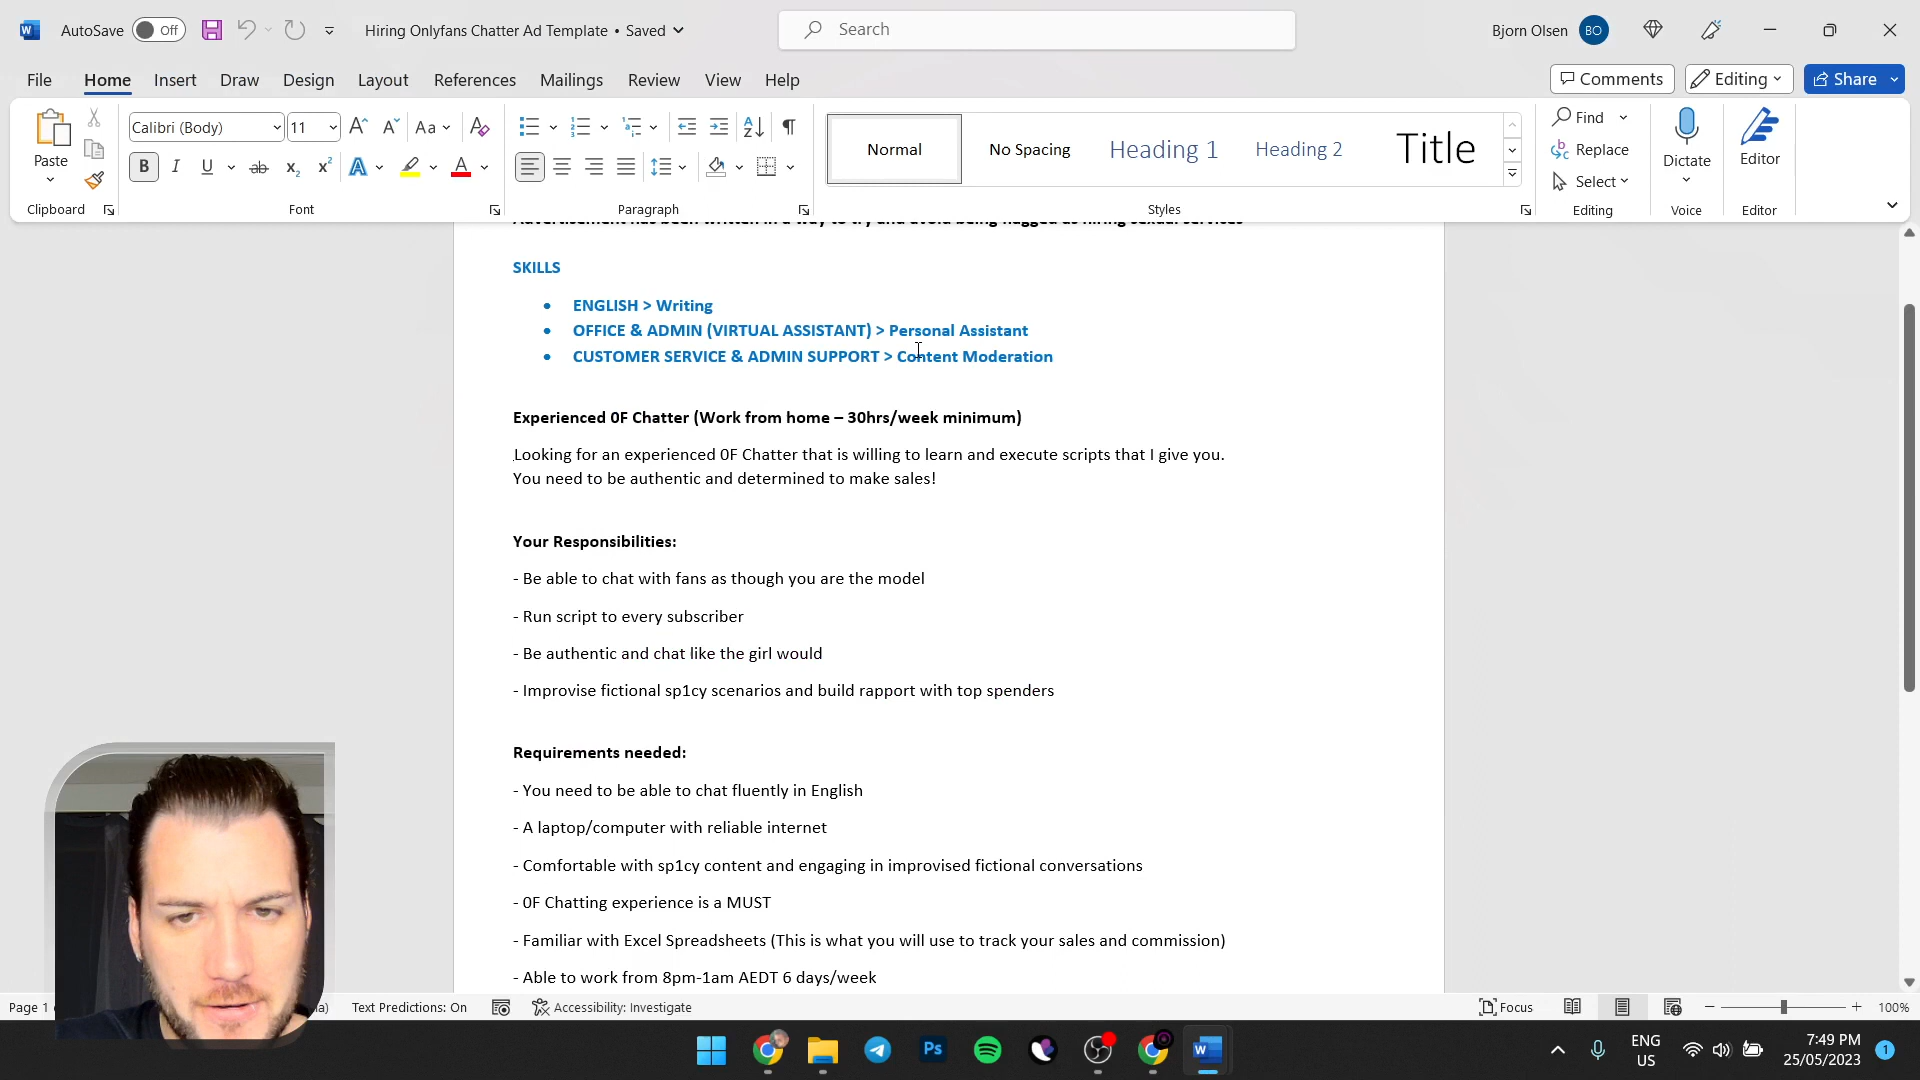 AutoSave Off Hiring Onlyfans Chatter Ad Template • Saved Search Bjorn Olsen BO
File Home Insert Draw Design Layout References Mailings Review View Help Comments Editing Share
Paste Calibri (Body) 11 Aa Normal No Spacing Heading 1 Heading 2 Title Find Replace Select Dictate Editor
Clipboard Font Paragraph Styles Editing Voice Editor
Advertisement has been written in a way to try and avoid being flagged as hiring sexual services
SKILLS
• ENGLISH > Writing
• OFFICE & ADMIN (VIRTUAL ASSISTANT) > Personal Assistant
• CUSTOMER SERVICE & ADMIN SUPPORT > Content Moderation
Experienced 0F Chatter (Work from home – 30hrs/week minimum)
Looking for an experienced 0F Chatter that is willing to learn and execute scripts that I give you.
You need to be authentic and determined to make sales!
Your Responsibilities:
- Be able to chat with fans as though you are the model
- Run script to every subscriber
- Be authentic and chat like the girl would
- Improvise fictional sp1cy scenarios and build rapport with top spenders
Requirements needed:
- You need to be able to chat fluently in English
- A laptop/computer with reliable internet
- Comfortable with sp1cy content and engaging in improvised fictional conversations
- 0F Chatting experience is a MUST
- Familiar with Excel Spreadsheets (This is what you will use to track your sales and commission)
- Able to work from 8pm-1am AEDT 6 days/week
Page 1 Text Predictions: On Accessibility: Investigate Focus 100%
ENG
US
7:49 PM
25/05/2023
1